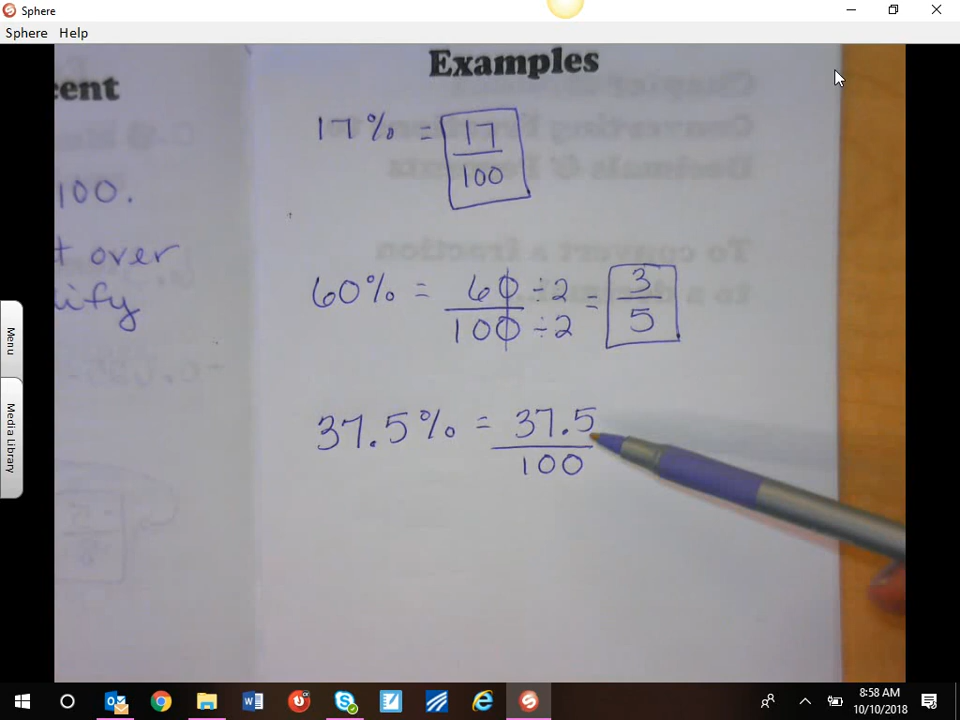 Sphere
Sphere Help
Examples
cent
17% = 17/100
100.
t over
60% = 60 ÷2 / 100 ÷2 = 3/5
ify
37.5% = 37.5/100
Menu
Media Library
8:58 AM
10/10/2018